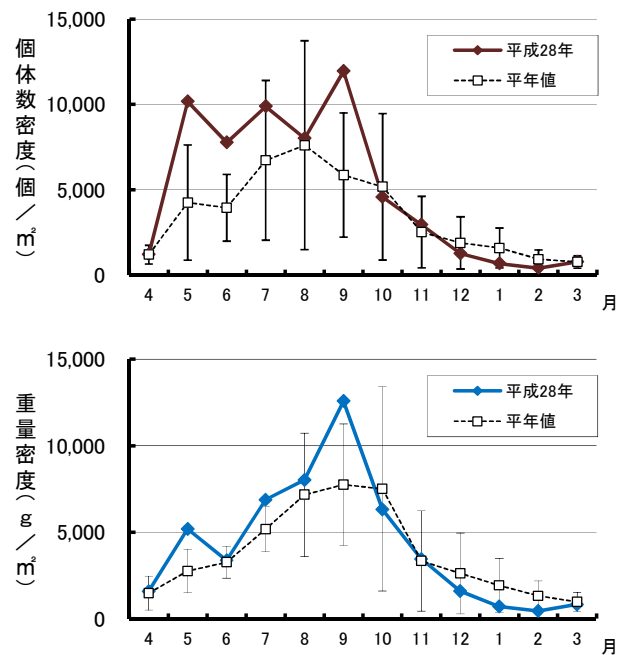 個体数密度(個／㎡)
15,000
10,000
5,000
0
平成28年
平年値
4 5 6 7 8 9 10 11 12 1 2 3 月
重量密度(ｇ／㎡)
15,000
10,000
5,000
0
平成28年
平年値
4 5 6 7 8 9 10 11 12 1 2 3 月